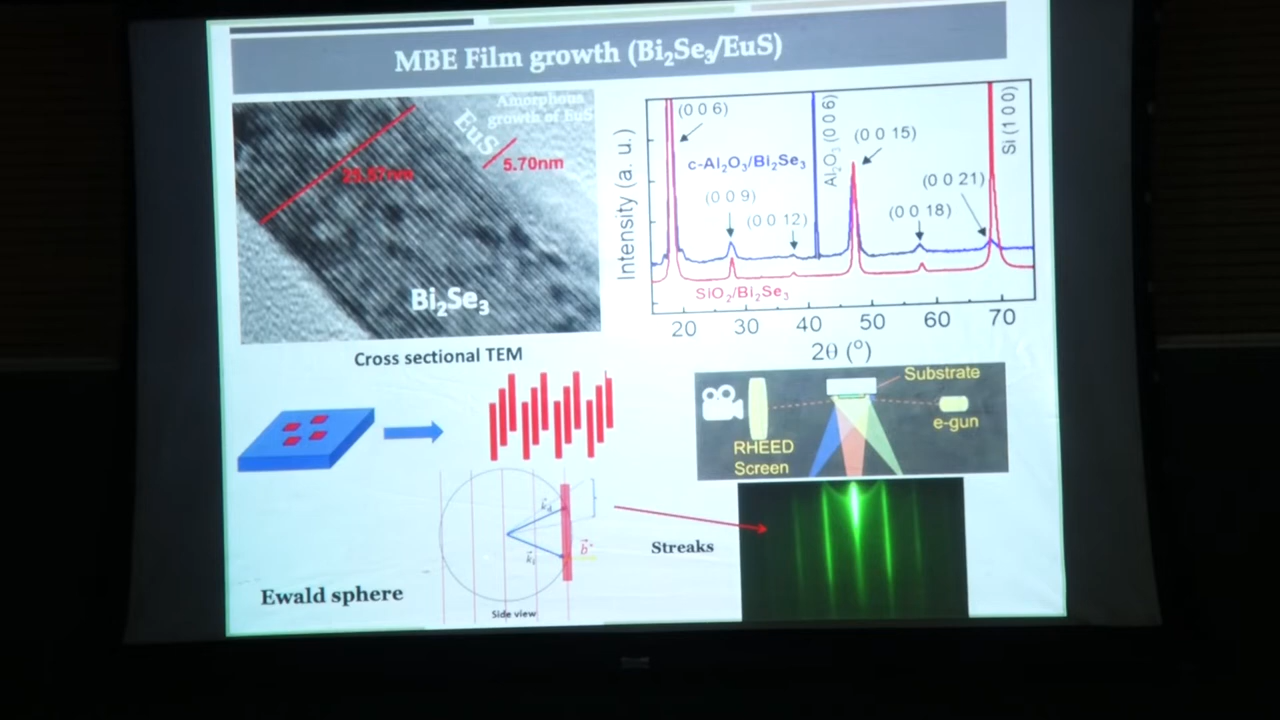 MBE Film growth (Bi₂Se₃/EuS)
Amorphous
growth of EuS
EuS
5.70nm
Bi₂Se₃
Cross sectional TEM
Intensity (a. u.)
(0 0 6)
c-Al₂O₃/Bi₂Se₃
(0 0 9)
(0 0 12)
Al₂O₃ (0 0 6)
(0 0 15)
(0 0 21)
(0 0 18)
Si (1 0 0)
SiO₂/Bi₂Se₃
20 30 40 50 60 70
2θ (°)
Substrate
e-gun
RHEED
Screen
Streaks
Ewald sphere
Side view